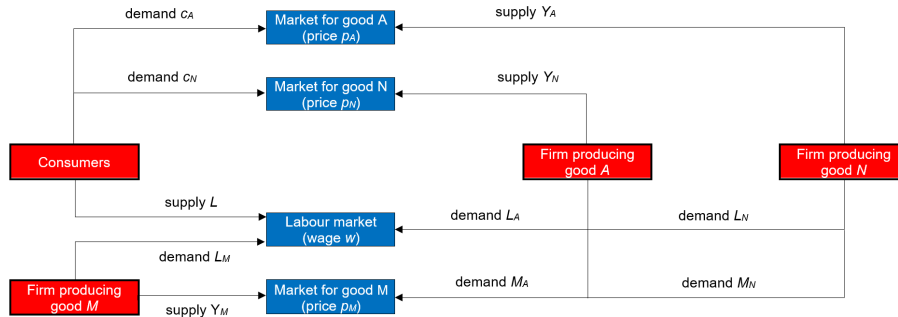 demand cA
Market for good A
(price pA)
supply YA
demand cN
Market for good N
(price pN)
supply YN
Consumers
Firm producing
good A
Firm producing
good N
supply L
Labour market
(wage w)
demand LA
demand LN
demand LM
Firm producing
good M
supply YM
Market for good M
(price pM)
demand MA
demand MN